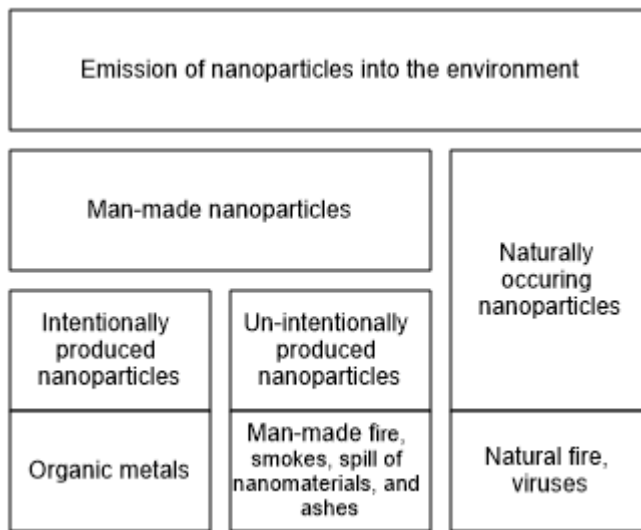 Emission of nanoparticles into the environment
Man-made nanoparticles
Naturally
occuring
nanoparticles
Intentionally
produced
nanoparticles
Un-intentionally
produced
nanoparticles
Organic metals
Man-made fire,
smokes, spill of
nanomaterials, and
ashes
Natural fire,
viruses